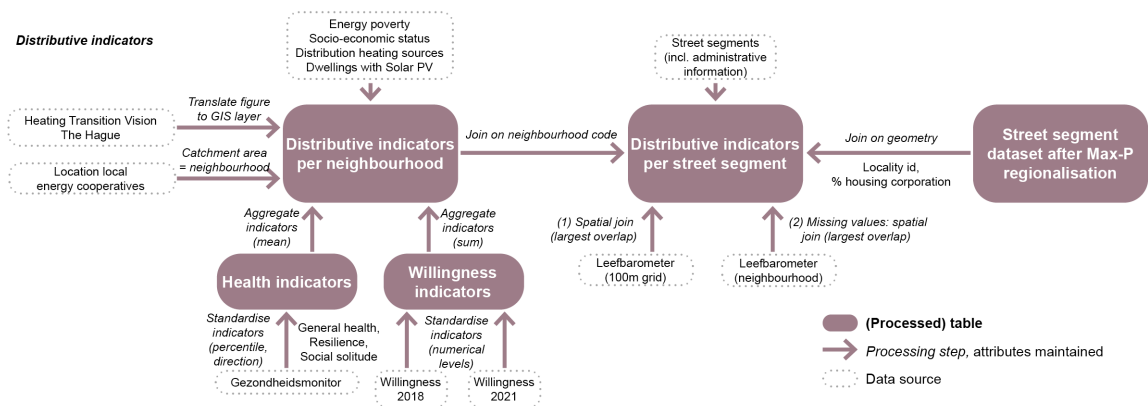 Distributive indicators
Energy poverty
Socio-economic status
Distribution heating sources
Dwellings with Solar PV
Street segments
(incl. administrative
information)
Heating Transition Vision
The Hague
Translate figure
to GIS layer
Location local
energy cooperatives
Catchment area
= neighbourhood
Distributive indicators
per neighbourhood
Join on neighbourhood code
Distributive indicators
per street segment
Join on geometry
Locality id,
% housing corporation
Street segment
dataset after Max-P
regionalisation
Aggregate
indicators
(mean)
Aggregate
indicators
(sum)
(1) Spatial join
(largest overlap)
(2) Missing values: spatial
join (largest overlap)
Health indicators
Willingness
indicators
Leefbarometer
(100m grid)
Leefbarometer
(neighbourhood)
Standardise
indicators
(percentile,
direction)
General health,
Resilience,
Social solitude
Standardise
indicators
(numerical
levels)
Gezondheidsmonitor
Willingness
2018
Willingness
2021
(Processed) table
Processing step, attributes maintained
Data source